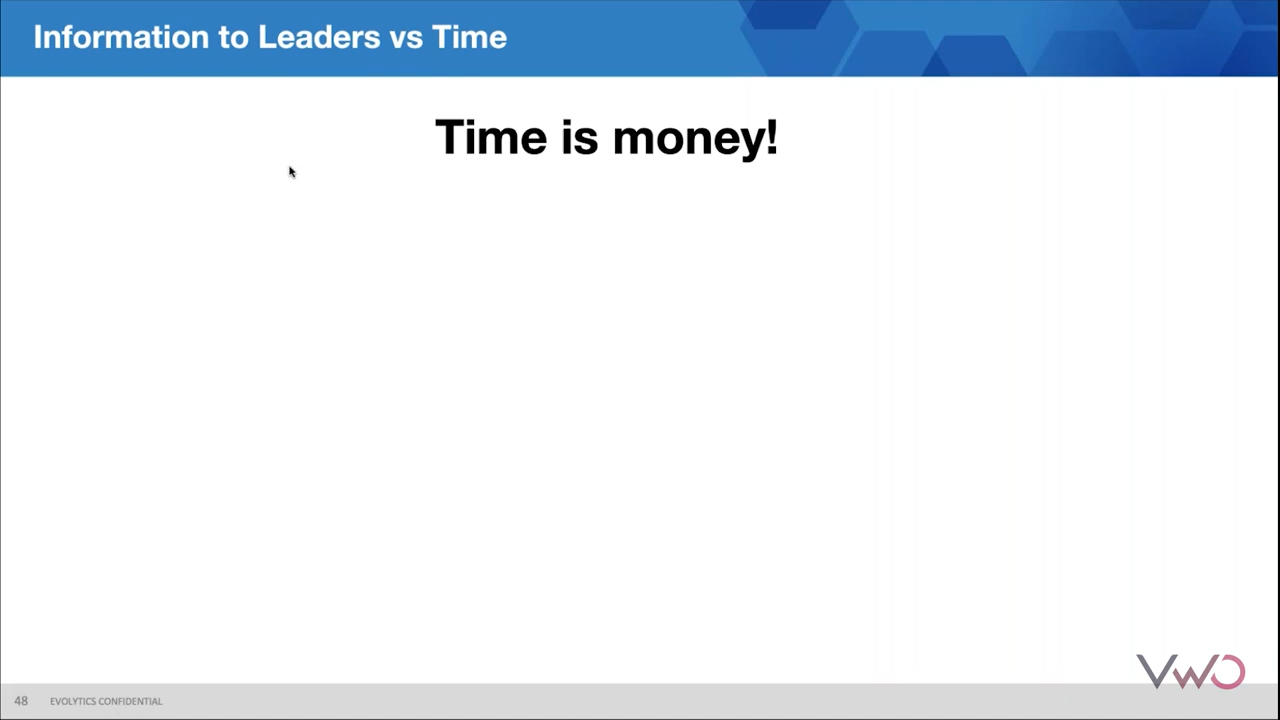 Information to Leaders vs Time
Time is money!
VWO
48 EVOLYTICS CONFIDENTIAL